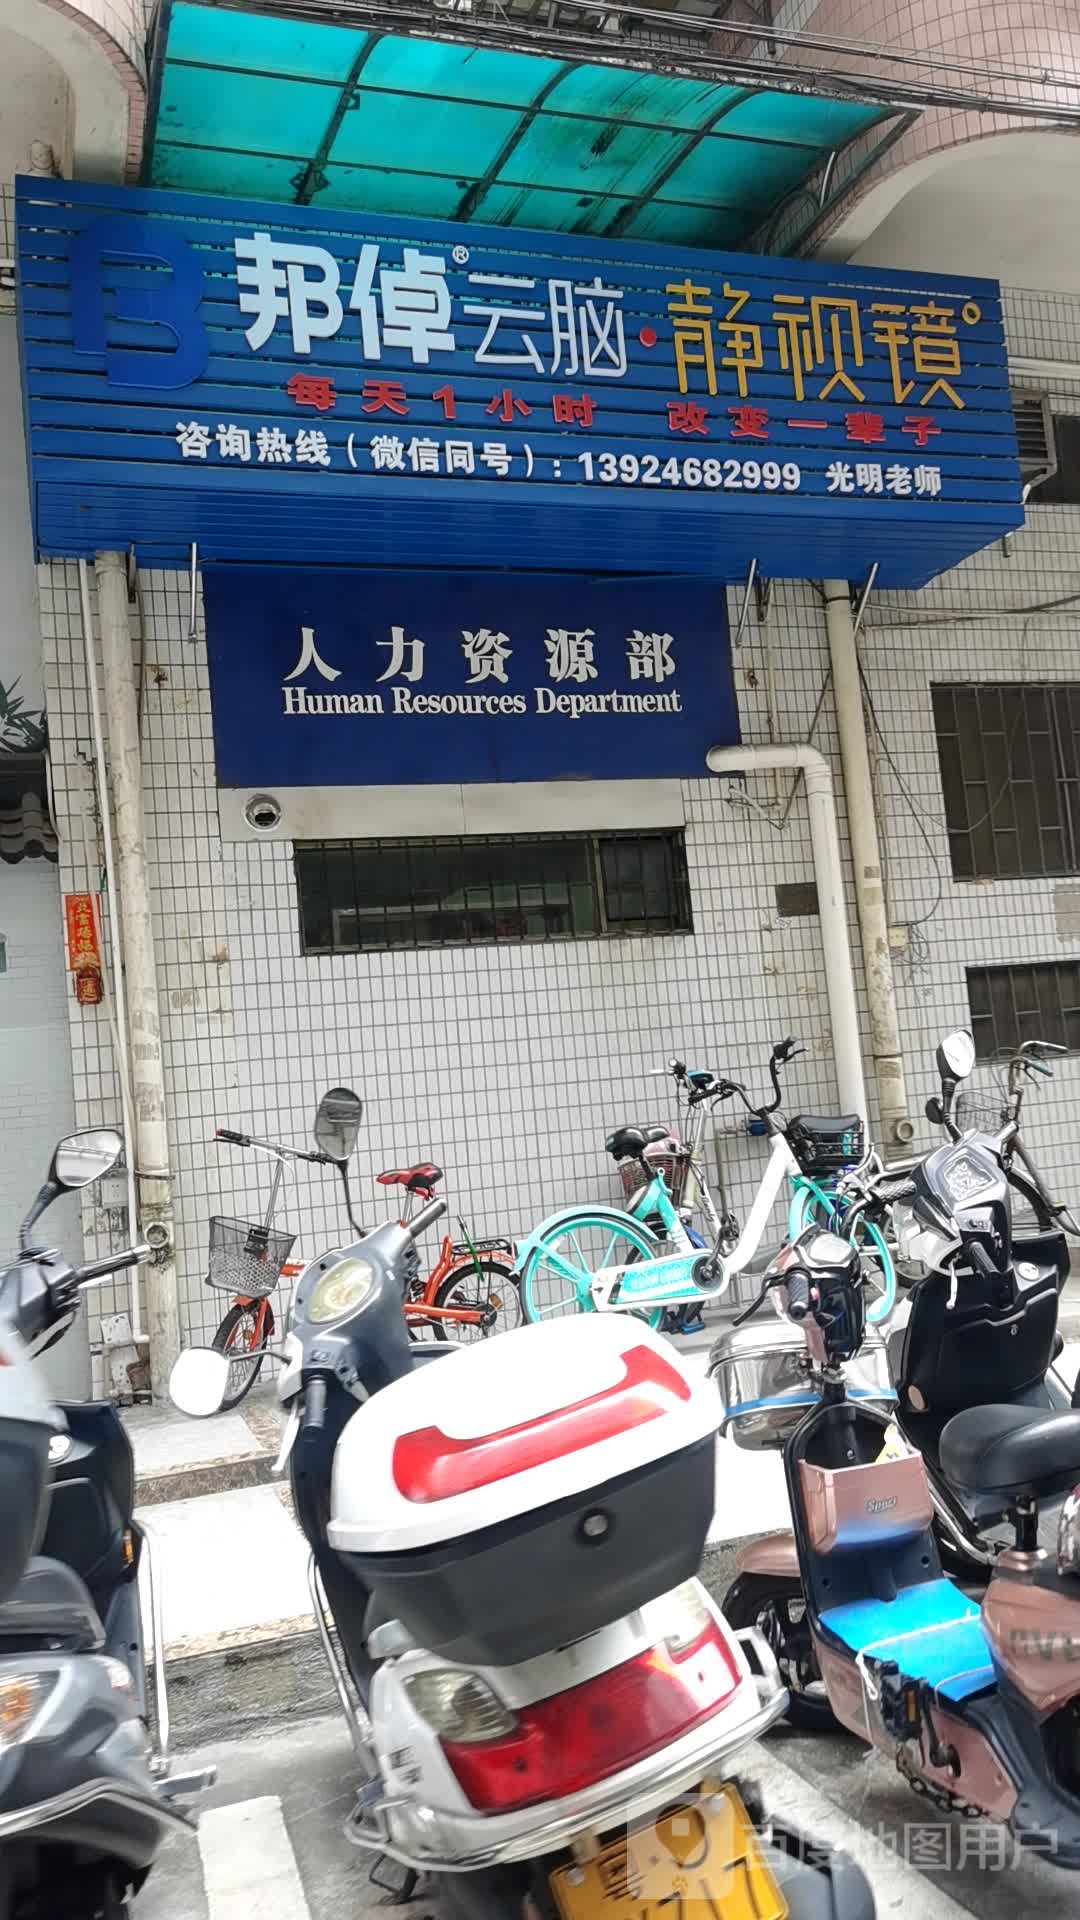 邦倬®云脑·静视镜°
每天1小时 改变一辈子
咨询热线（微信同号）：13924682999 光明老师
人力资源部
Human Resources Department
百度地图用户